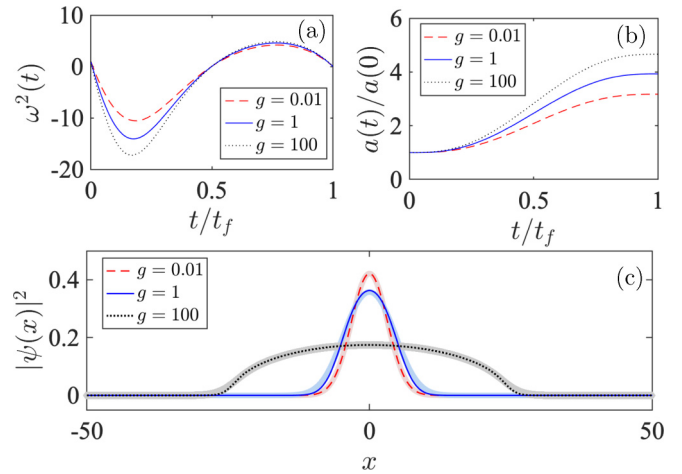 (a)
10
0
-10
-20
ω²(t)
g = 0.01
g = 1
g = 100
0
0.5
1
t/t_f
(b)
6
4
2
0
a(t)/a(0)
g = 0.01
g = 1
g = 100
0
0.5
1
t/t_f
(c)
0.4
0.2
0
|ψ(x)|²
g = 0.01
g = 1
g = 100
-50
0
50
x